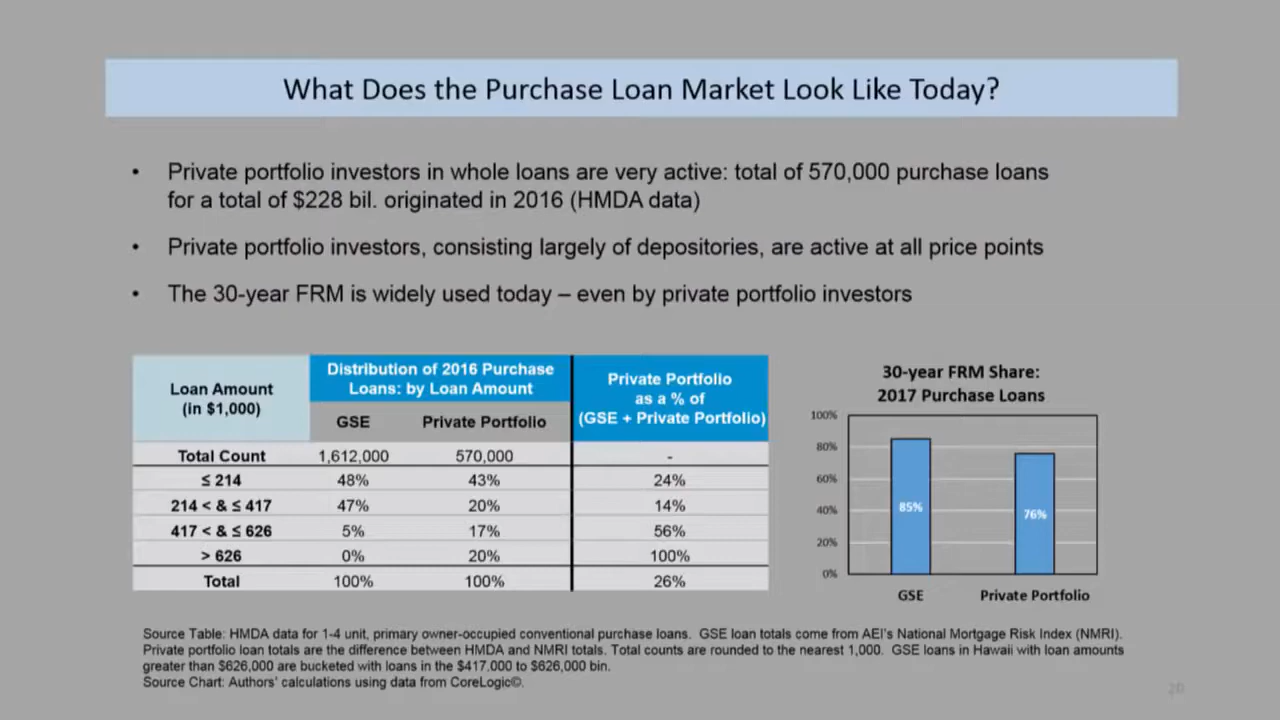 What Does the Purchase Loan Market Look Like Today?
• Private portfolio investors in whole loans are very active: total of 570,000 purchase loans
for a total of $228 bil. originated in 2016 (HMDA data)
• Private portfolio investors, consisting largely of depositories, are active at all price points
• The 30-year FRM is widely used today – even by private portfolio investors
Loan Amount
(in $1,000)
Distribution of 2016 Purchase
Loans: by Loan Amount
GSE Private Portfolio
Private Portfolio
as a % of
(GSE + Private Portfolio)
Total Count 1,612,000 570,000 -
≤ 214 48% 43% 24%
214 < & ≤ 417 47% 20% 14%
417 < & ≤ 626 5% 17% 56%
> 626 0% 20% 100%
Total 100% 100% 26%
30-year FRM Share:
2017 Purchase Loans
100%
80%
60%
40%
20%
0%
85%
76%
GSE Private Portfolio
Source Table: HMDA data for 1-4 unit, primary owner-occupied conventional purchase loans. GSE loan totals come from AEI's National Mortgage Risk Index (NMRI).
Private portfolio loan totals are the difference between HMDA and NMRI totals. Total counts are rounded to the nearest 1,000. GSE loans in Hawaii with loan amounts
greater than $626,000 are bucketed with loans in the $417,000 to $626,000 bin.
Source Chart: Authors' calculations using data from CoreLogic©.
20